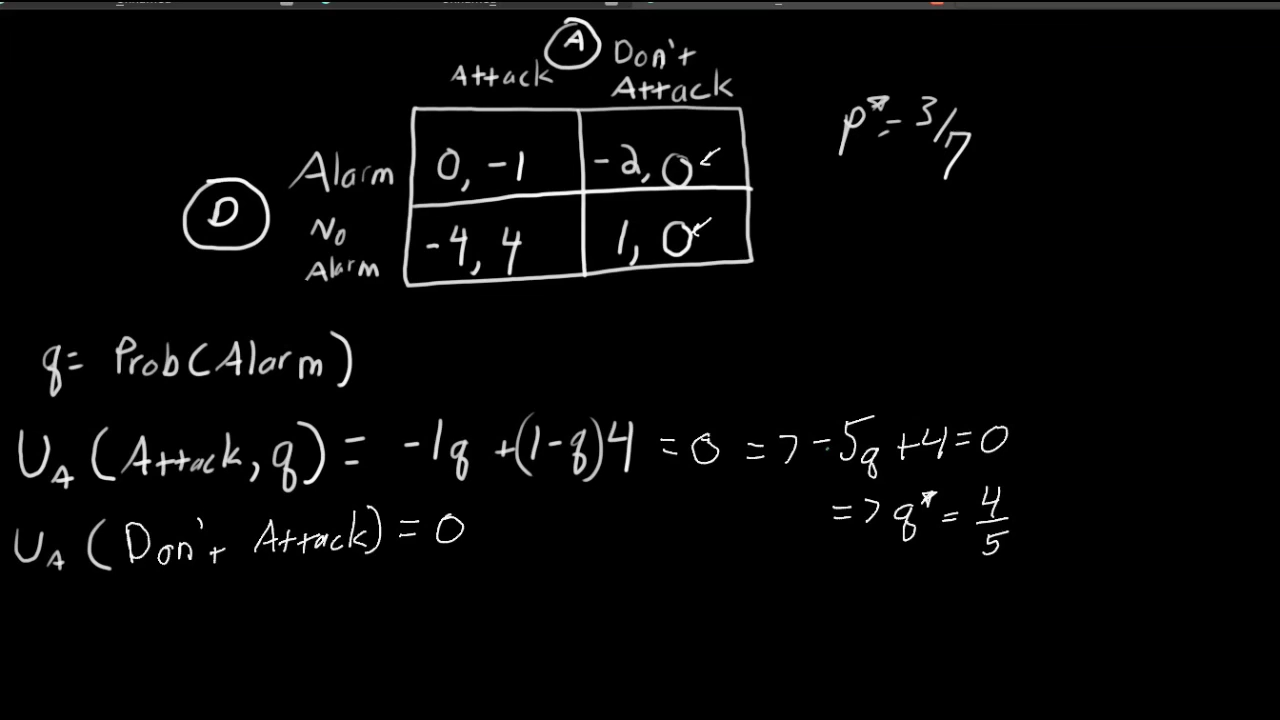 A
Attack Don't Attack
p* = 3/7
D
Alarm 0, -1 -2, 0
No Alarm -4, 4 1, 0
q = Prob(Alarm)
U_A (Attack, q) = -1q + (1-q)4 = 0 => -5q + 4 = 0
=> q* = 4/5
U_A (Don't Attack) = 0